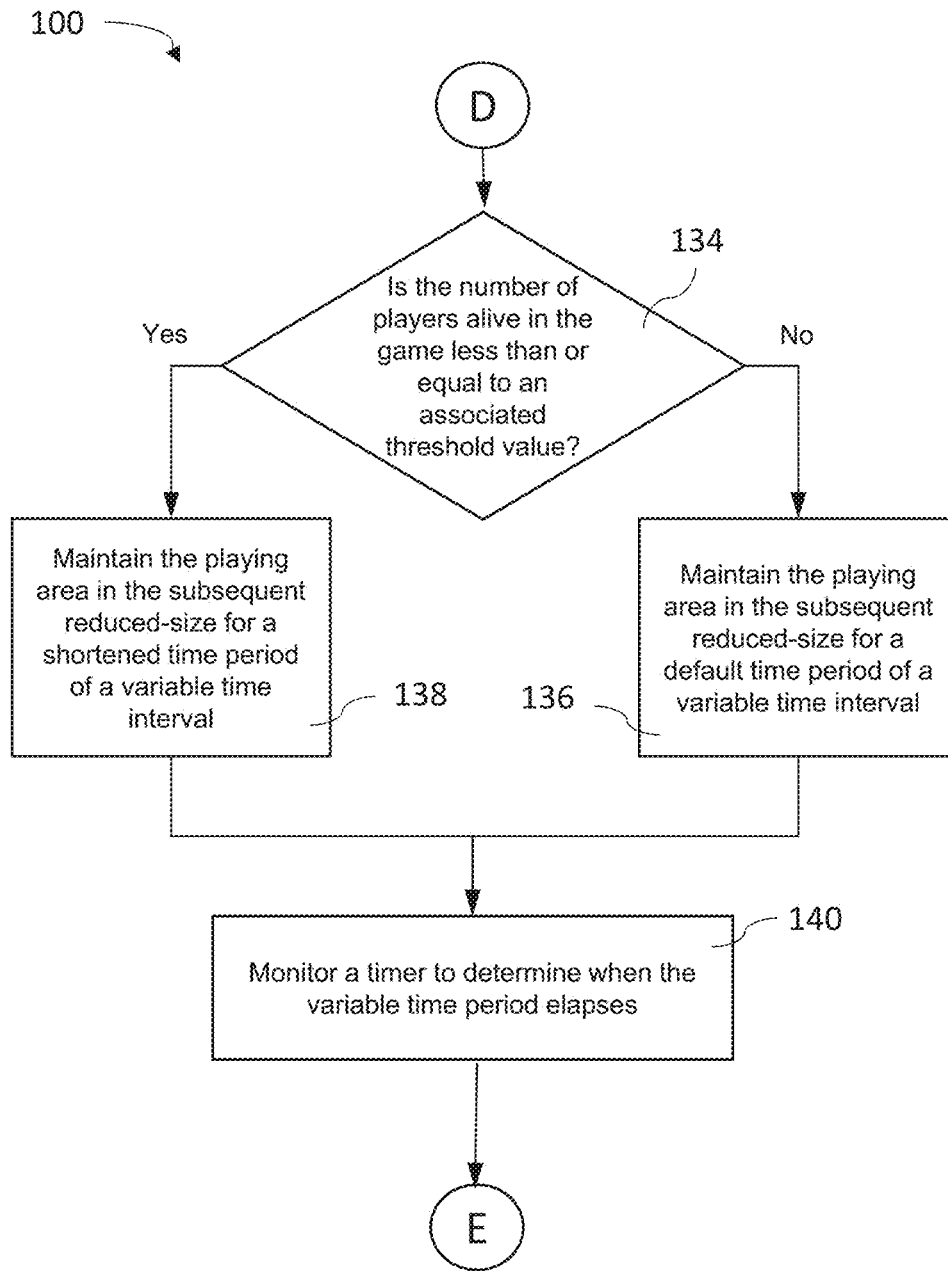 100
D
134
Is the number of
players alive in the
game less than or
equal to an
associated
threshold value?
Yes
No
Maintain the playing
area in the subsequent
reduced-size for a
shortened time period
of a variable time
interval
138
Maintain the playing
area in the subsequent
reduced-size for a
default time period of a
variable time interval
136
140
Monitor a timer to determine when the
variable time period elapses
E